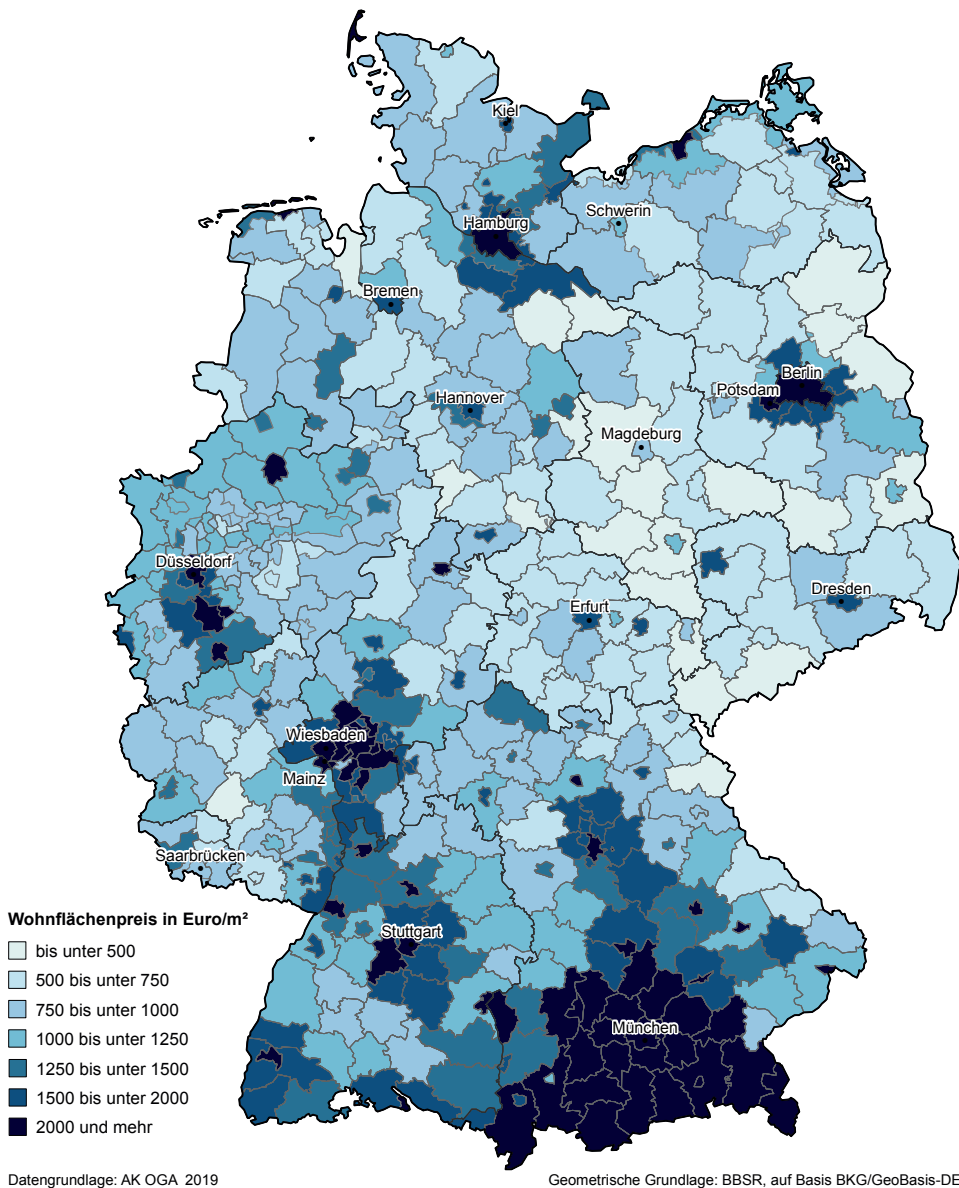 Kiel
Schwerin
Hamburg
Bremen
Berlin
Potsdam
Hannover
Magdeburg
Düsseldorf
Dresden
Erfurt
Wiesbaden
Mainz
Saarbrücken
Stuttgart
München
Wohnflächenpreis in Euro/m²
bis unter 500
500 bis unter 750
750 bis unter 1000
1000 bis unter 1250
1250 bis unter 1500
1500 bis unter 2000
2000 und mehr
Datengrundlage: AK OGA 2019
Geometrische Grundlage: BBSR, auf Basis BKG/GeoBasis-DE